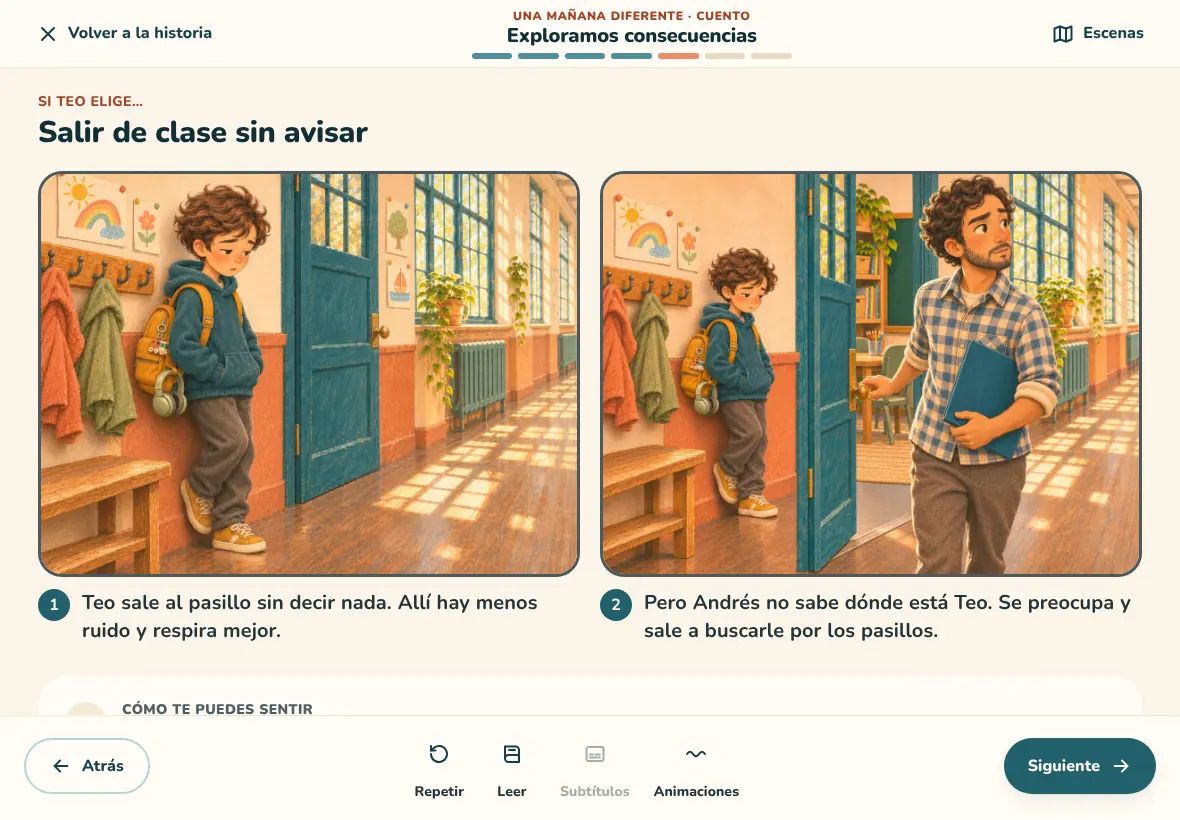 Volver a la historia
UNA MAÑANA DIFERENTE · CUENTO
Exploramos consecuencias
Escenas
SI TEO ELIGE...
Salir de clase sin avisar
1
Teo sale al pasillo sin decir nada. Allí hay menos
ruido y respira mejor.
2
Pero Andrés no sabe dónde está Teo. Se preocupa y
sale a buscarle por los pasillos.
CÓMO TE PUEDES SENTIR
Atrás
Repetir
Leer
Subtítulos
Animaciones
Siguiente